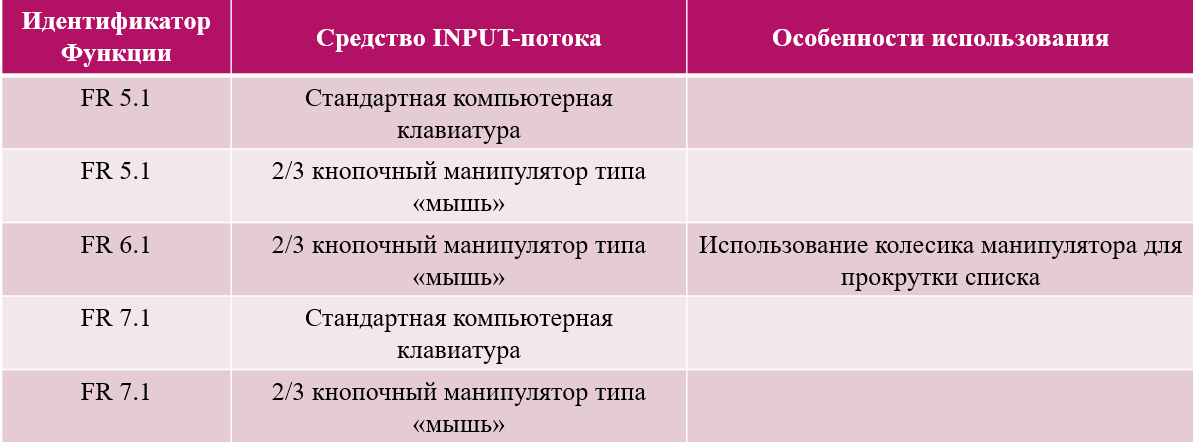 Идентификатор
Функции
Средство INPUT-потока
Особенности использования
FR 5.1
Стандартная компьютерная
клавиатура
FR 5.1
2/3 кнопочный манипулятор типа
«мышь»
FR 6.1
2/3 кнопочный манипулятор типа
«мышь»
Использование колесика манипулятора для
прокрутки списка
FR 7.1
Стандартная компьютерная
клавиатура
FR 7.1
2/3 кнопочный манипулятор типа
«мышь»